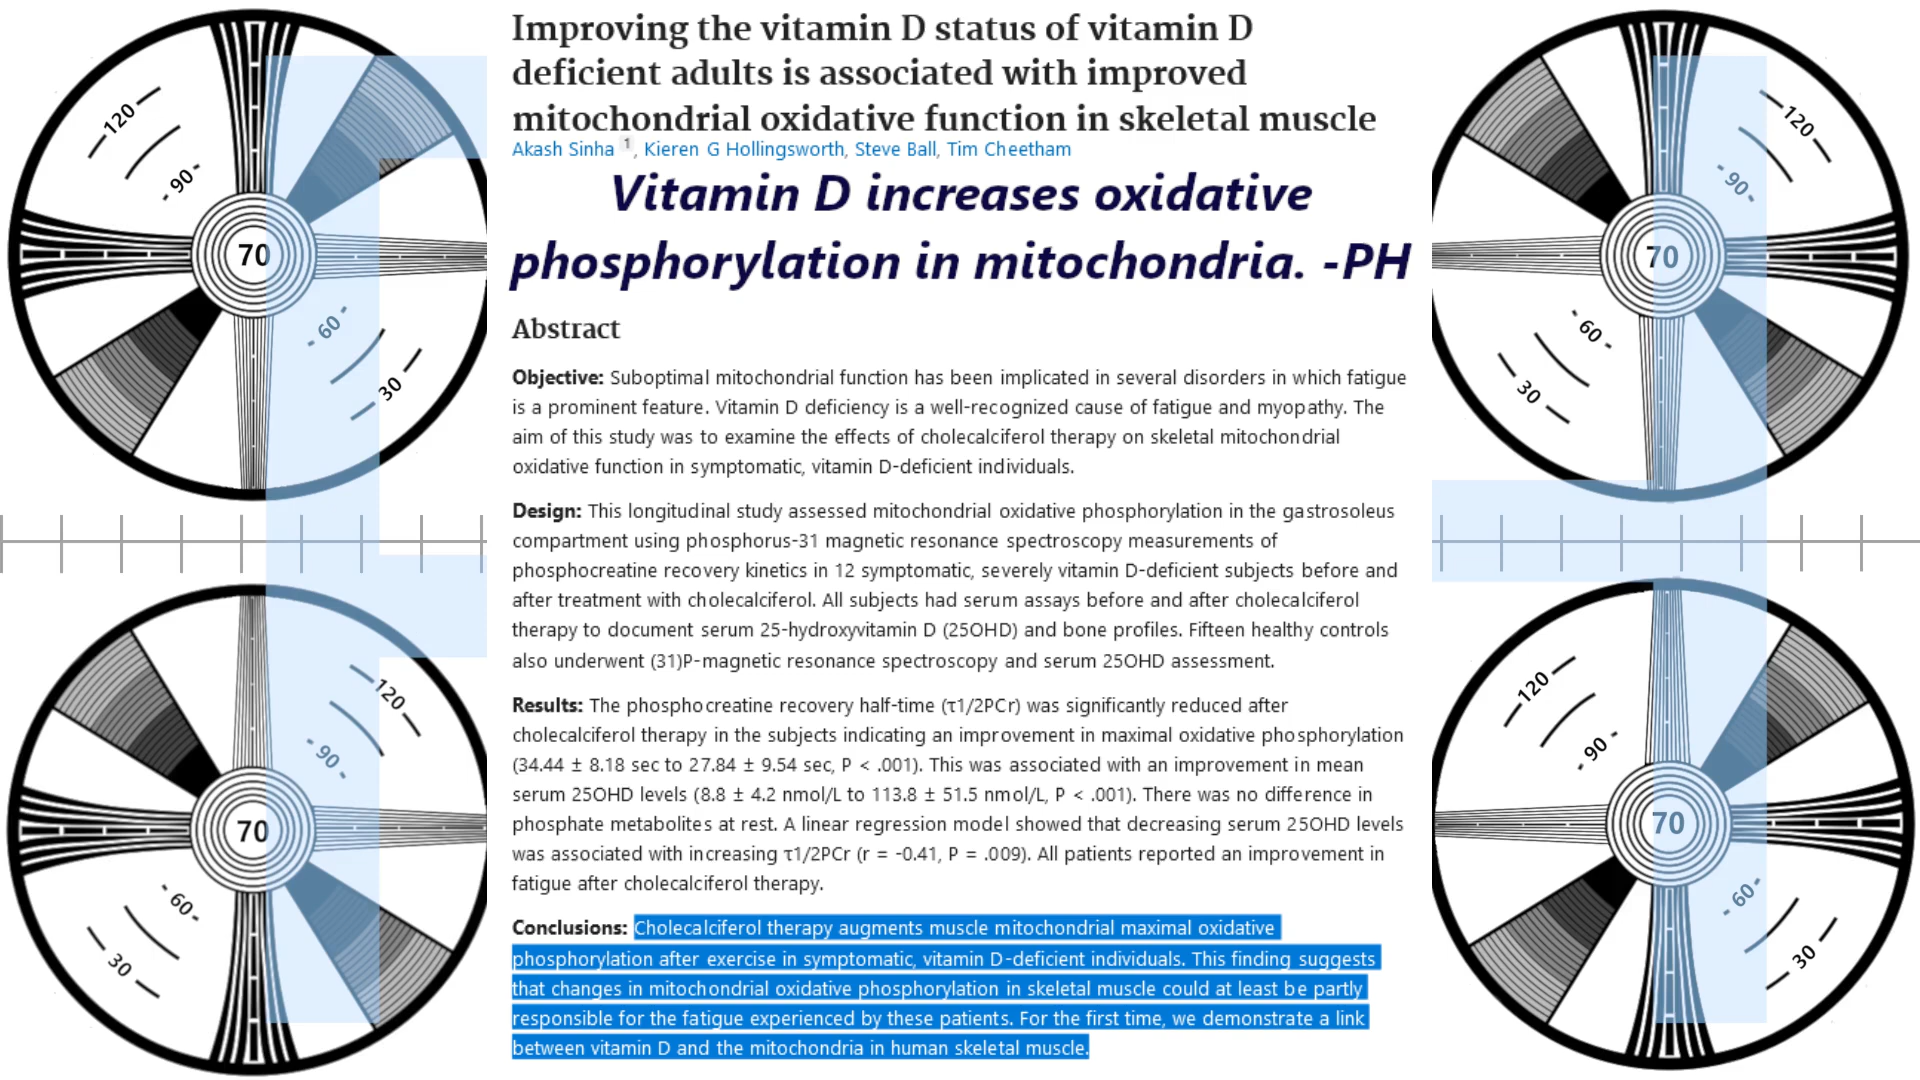 Improving the vitamin D status of vitamin D
deficient adults is associated with improved
mitochondrial oxidative function in skeletal muscle
Akash Sinha 1, Kieren G Hollingsworth, Steve Ball, Tim Cheetham
Vitamin D increases oxidative
phosphorylation in mitochondria. -PH
Abstract
Objective: Suboptimal mitochondrial function has been implicated in several disorders in which fatigue
is a prominent feature. Vitamin D deficiency is a well-recognized cause of fatigue and myopathy. The
aim of this study was to examine the effects of cholecalciferol therapy on skeletal mitochondrial
oxidative function in symptomatic, vitamin D-deficient individuals.
Design: This longitudinal study assessed mitochondrial oxidative phosphorylation in the gastrosoleus
compartment using phosphorus-31 magnetic resonance spectroscopy measurements of
phosphocreatine recovery kinetics in 12 symptomatic, severely vitamin D-deficient subjects before and
after treatment with cholecalciferol. All subjects had serum assays before and after cholecalciferol
therapy to document serum 25-hydroxyvitamin D (25OHD) and bone profiles. Fifteen healthy controls
also underwent (31)P-magnetic resonance spectroscopy and serum 25OHD assessment.
Results: The phosphocreatine recovery half-time (τ1/2PCr) was significantly reduced after
cholecalciferol therapy in the subjects indicating an improvement in maximal oxidative phosphorylation
(34.44 ± 8.18 sec to 27.84 ± 9.54 sec, P < .001). This was associated with an improvement in mean
serum 25OHD levels (8.8 ± 4.2 nmol/L to 113.8 ± 51.5 nmol/L, P < .001). There was no difference in
phosphate metabolites at rest. A linear regression model showed that decreasing serum 25OHD levels
was associated with increasing τ1/2PCr (r = -0.41, P = .009). All patients reported an improvement in
fatigue after cholecalciferol therapy.
Conclusions: Cholecalciferol therapy augments muscle mitochondrial maximal oxidative
phosphorylation after exercise in symptomatic, vitamin D-deficient individuals. This finding suggests
that changes in mitochondrial oxidative phosphorylation in skeletal muscle could at least be partly
responsible for the fatigue experienced by these patients. For the first time, we demonstrate a link
between vitamin D and the mitochondria in human skeletal muscle.
120
- 90 -
70
- 60 -
30
120
- 90 -
70
- 60 -
30
120
- 90 -
70
- 60 -
30
120
- 90 -
70
- 60 -
30